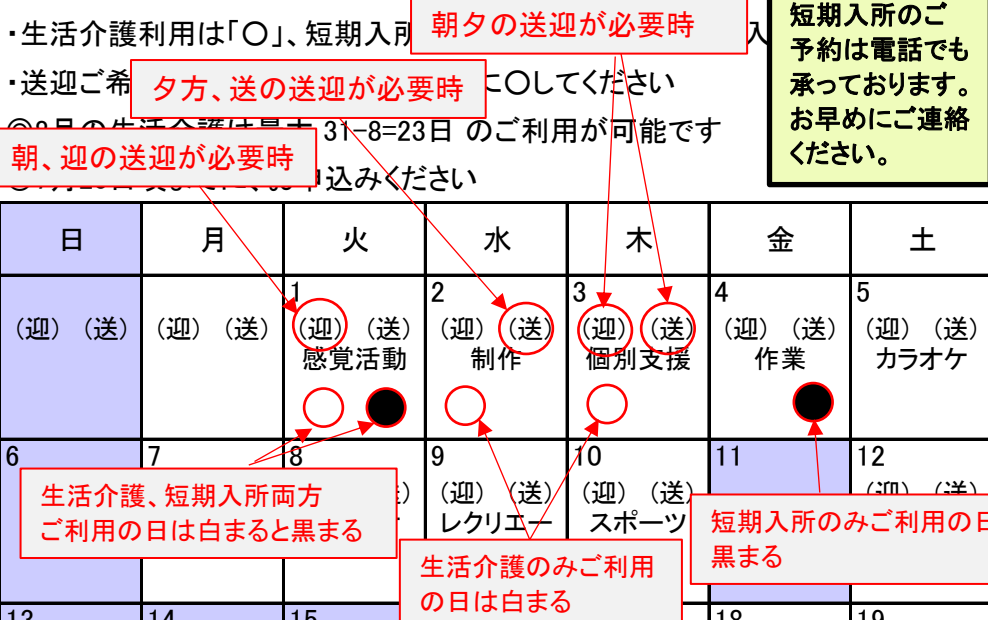 ・生活介護利用は「〇」、短期入所
朝夕の送迎が必要時
入
・送迎ご希
夕方、送の送迎が必要時
に〇してください
31-8=23日 のご利用が可能です
朝、迎の送迎が必要時
申込みください
短期入所のご
予約は電話でも
承っております。
お早めにご連絡
ください。
日 月 火 水 木 金 土
1 2 3 4 5
(迎) (送) (迎) (送) (迎) (送) (迎) (送) (迎) (送) (迎) (送) (迎) (送)
感覚活動 制作 個別支援 作業 カラオケ
6 7 8 9 10 11 12
(迎) (送) (迎) (送) (迎) (送)
レクリエー スポーツ
生活介護、短期入所両方
ご利用の日は白まると黒まる
短期入所のみご利用の日
黒まる
生活介護のみご利用
の日は白まる
13 14 15 18 19